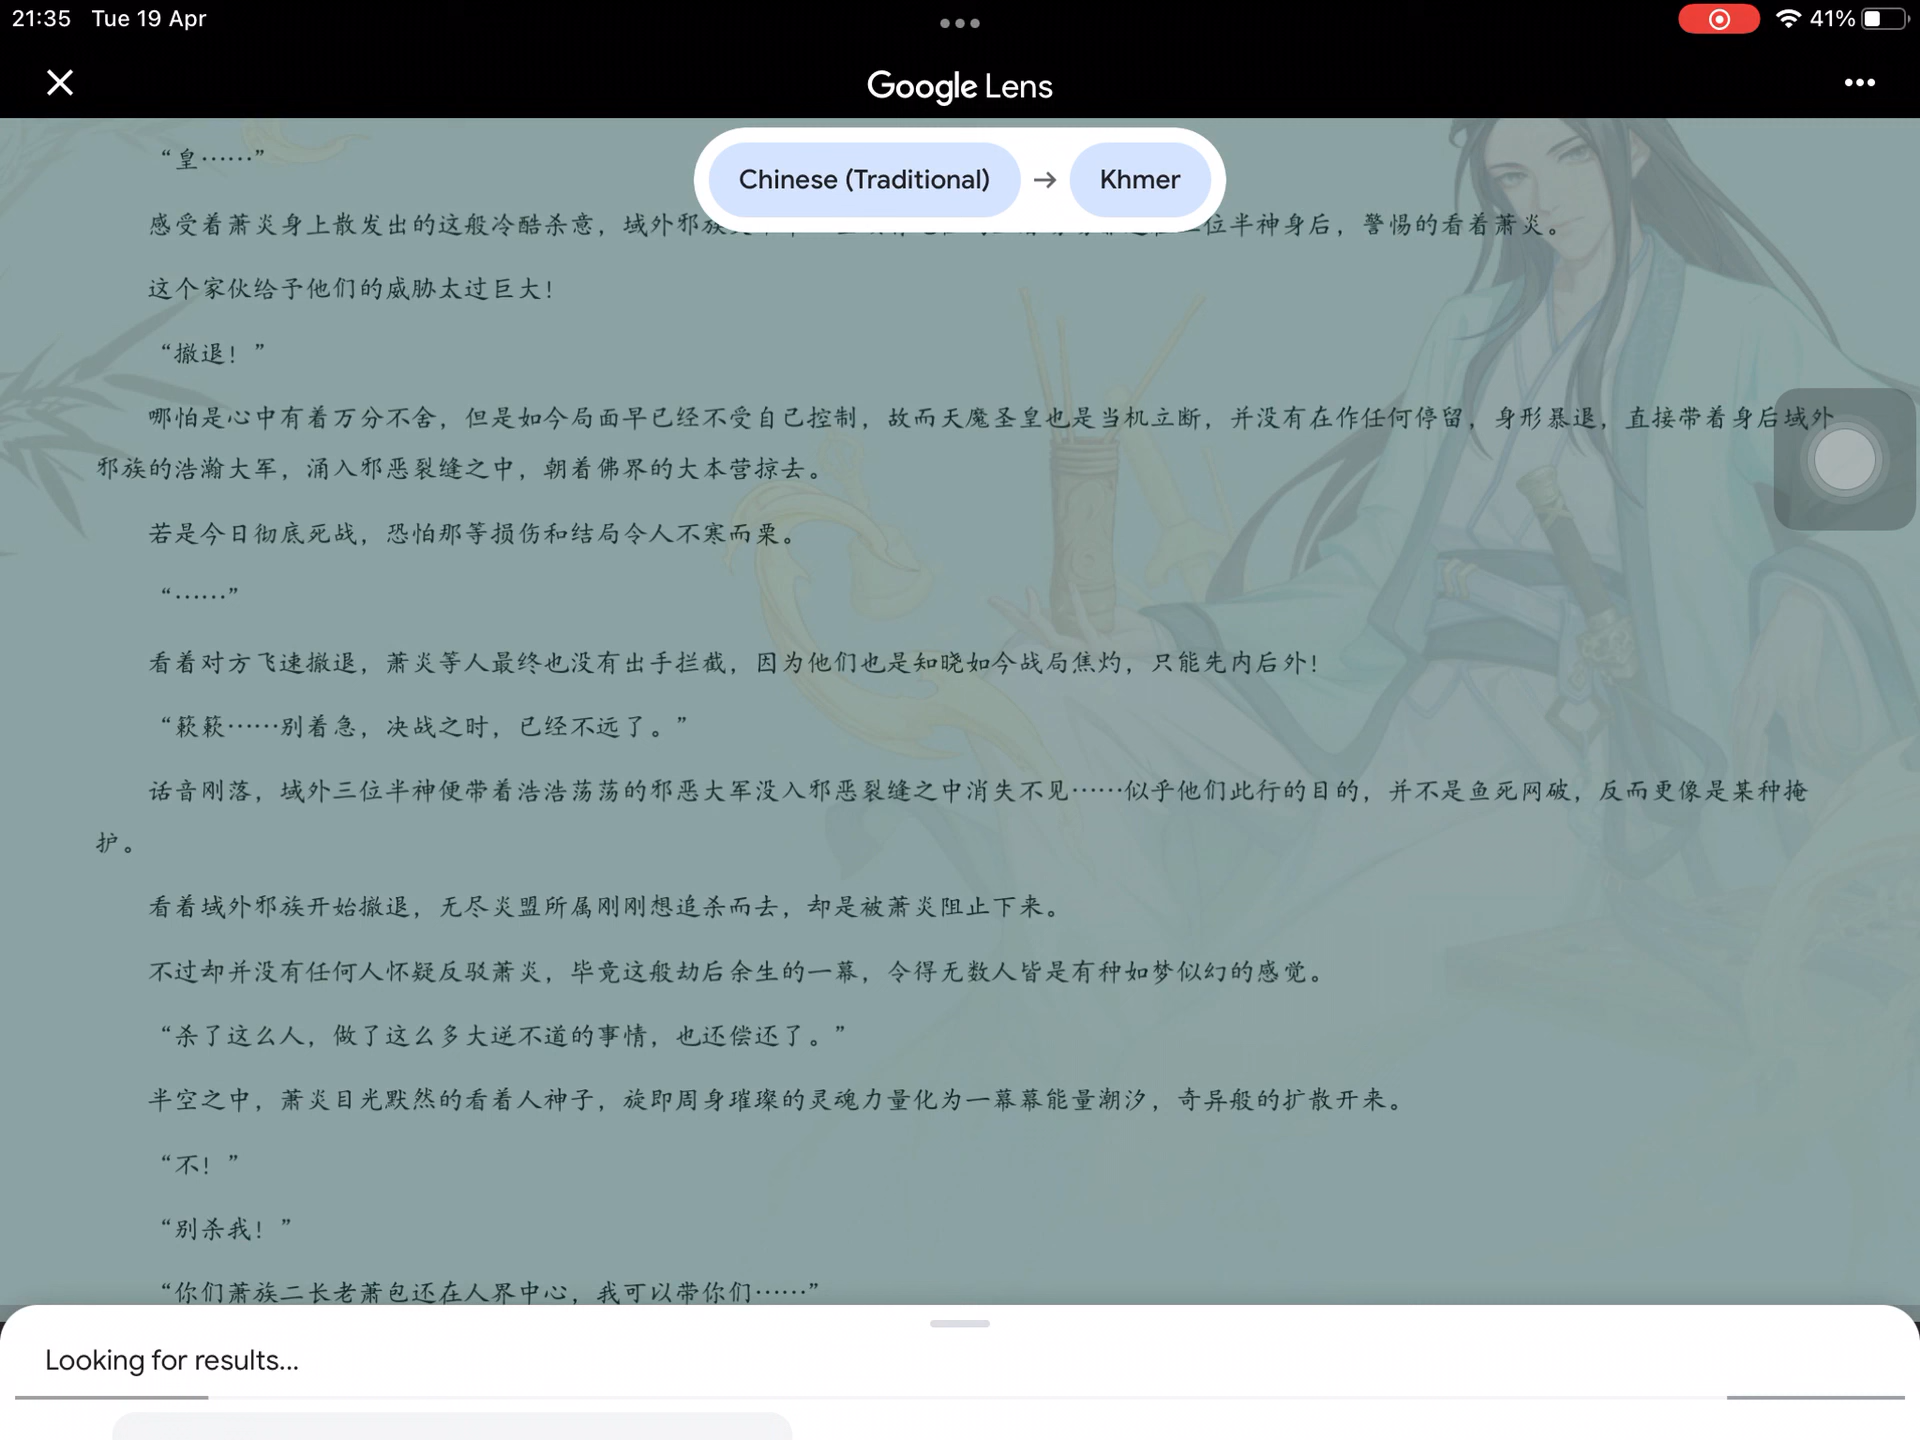 21:35 Tue 19 Apr
41%
Google Lens
“皇……”
Chinese (Traditional) → Khmer
感受着萧炎身上散发出的这般冷酷杀意，域外邪族 位半神身后，警惕的看着萧炎。
这个家伙给予他们的威胁太过巨大！
“撤退！”
哪怕是心中有着万分不舍，但是如今局面早已经不受自己控制，故而天魔圣皇也是当机立断，并没有在作任何停留，身形暴退，直接带着身后域外
邪族的浩瀚大军，涌入邪恶裂缝之中，朝着佛界的大本营掠去。
若是今日彻底死战，恐怕那等损伤和结局令人不寒而栗。
“……”
看着对方飞速撤退，萧炎等人最终也没有出手拦截，因为他们也是知晓如今战局焦灼，只能先内后外！
“簌簌……别着急，决战之时，已经不远了。”
话音刚落，域外三位半神便带着浩浩荡荡的邪恶大军没入邪恶裂缝之中消失不见……似乎他们此行的目的，并不是鱼死网破，反而更像是某种掩
护。
看着域外邪族开始撤退，无尽炎盟所属刚刚想追杀而去，却是被萧炎阻止下来。
不过却并没有任何人怀疑反驳萧炎，毕竟这般劫后余生的一幕，令得无数人皆是有种如梦似幻的感觉。
“杀了这么人，做了这么多大逆不道的事情，也还偿还了。”
半空之中，萧炎目光默然的看着人神子，旋即周身璀璨的灵魂力量化为一幕幕能量潮汐，奇异般的扩散开来。
“不！”
“别杀我！”
“你们萧族二长老萧包还在人界中心，我可以带你们……”
Looking for results...